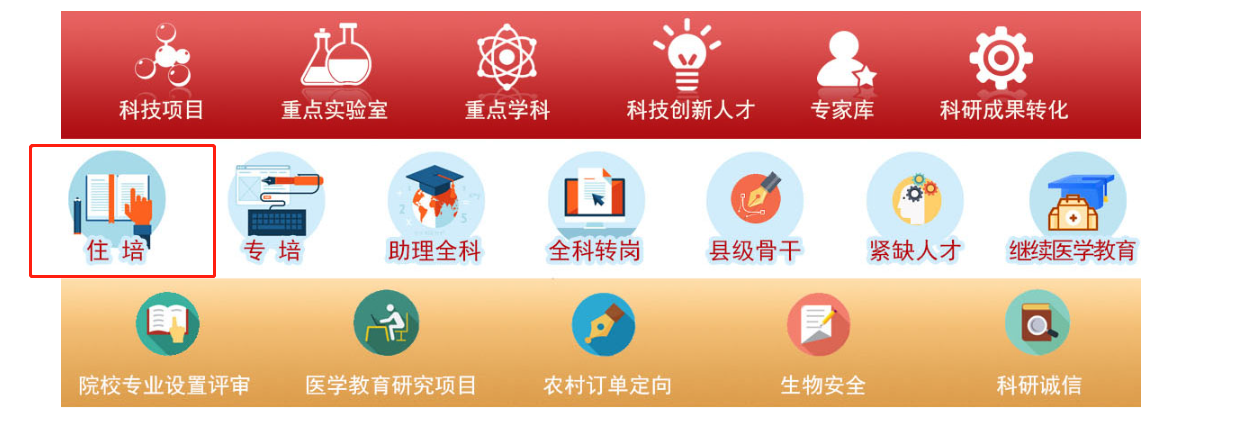 科技项目 重点实验室 重点学科 科技创新人才 专家库 科研成果转化
住 培 专 培 助理全科 全科转岗 县级骨干 紧缺人才 继续医学教育
院校专业设置评审 医学教育研究项目 农村订单定向 生物安全 科研诚信